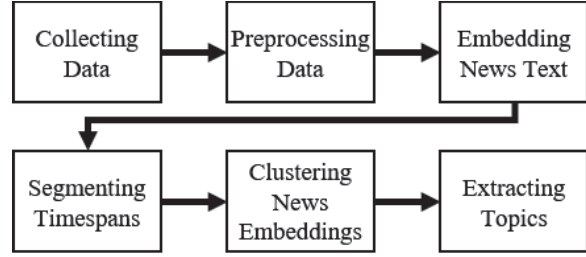 Collecting
Data
Preprocessing
Data
Embedding
News Text
Segmenting
Timespans
Clustering
News
Embeddings
Extracting
Topics